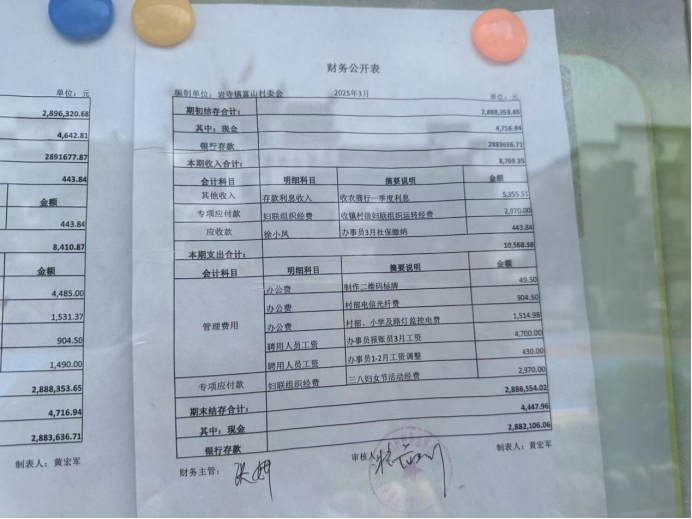 单位：元
2,896,320.68
4,642.81
2891677.87
443.84
金额
443.84
8,410.87
金额
4,485.00
1,531.37
904.50
1,490.00
2,888,353.65
4,716.94
2,883,636.71
制表人：黄宏军
财务公开表
编制单位：岩寺镇富山村委会 2025年3月 单位：元
期初结存合计： 2,888,353.65
其中：现金 4,716.94
银行存款 2883636.71
本期收入合计： 8,769.35
会计科目 明细科目 摘要说明 金额
其他收入 存款利息收入 收农商行一季度利息 5,355.51
专项应付款 妇联组织经费 收镇村级妇联组织运转经费 2,970.00
应收款 徐小凤 办事员3月社保缴纳 443.84
本期支出合计： 10,568.98
会计科目 明细科目 摘要说明 金额
管理费用 办公费 制作二维码标牌 49.50
办公费 村部电信光纤费 904.50
办公费 村部、小学及路灯监控电费 1,514.98
聘用人员工资 办事员报账员3月工资 4,700.00
聘用人员工资 办事员1-2月工资调整 430.00
专项应付款 妇联组织经费 三八妇女节活动经费 2,970.00
期末结存合计： 2,886,554.02
其中：现金 4,447.96
银行存款 2,882,106.06
财务主管： 审核人 制表人：黄宏军